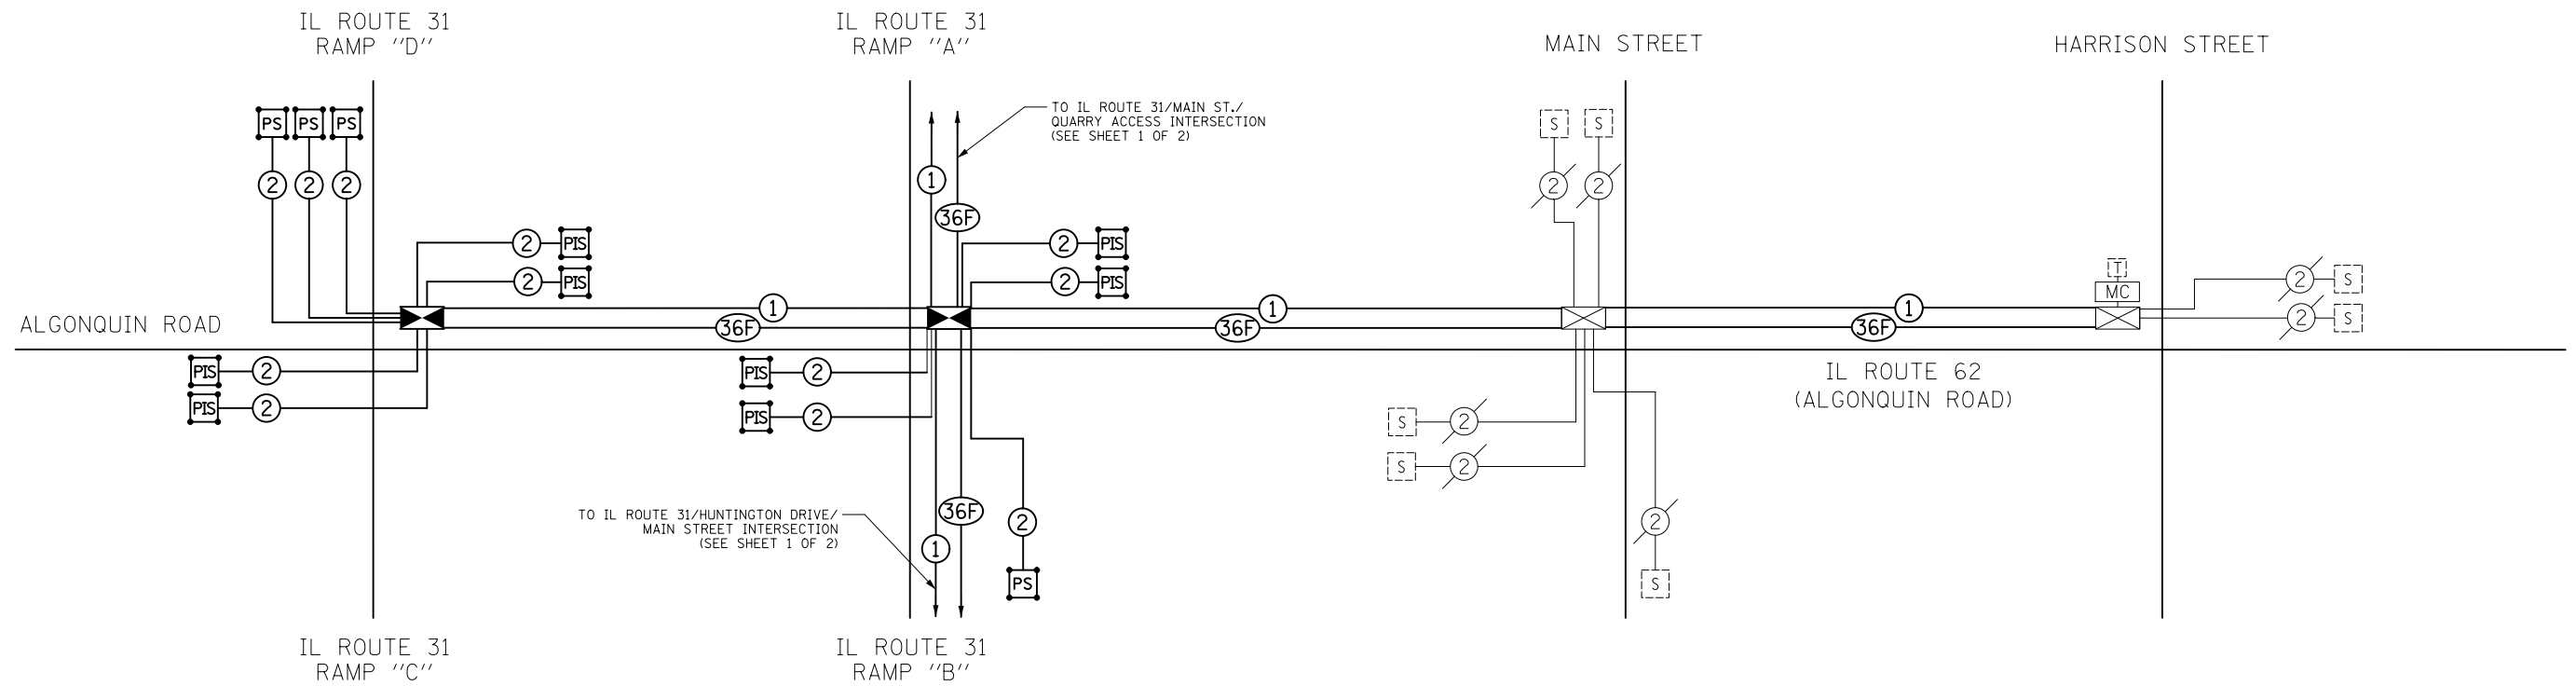 IL ROUTE 31
RAMP "D"
IL ROUTE 31
RAMP "A"
MAIN STREET
HARRISON STREET
PS PS PS
TO IL ROUTE 31/MAIN ST./
QUARRY ACCESS INTERSECTION
(SEE SHEET 1 OF 2)
S S
2 2 2
1
2 2
36F
2 PIS
2 PIS
2 PIS
2 PIS
T
MC
2 S
2 S
1
1
1
ALGONQUIN ROAD
36F
36F
36F
PIS 2
PIS 2
PIS 2
PIS 2
IL ROUTE 62
(ALGONQUIN ROAD)
S 2
S 2
TO IL ROUTE 31/HUNTINGTON DRIVE/
MAIN STREET INTERSECTION
(SEE SHEET 1 OF 2)
36F
1
2
PS
2
S
IL ROUTE 31
RAMP "C"
IL ROUTE 31
RAMP "B"